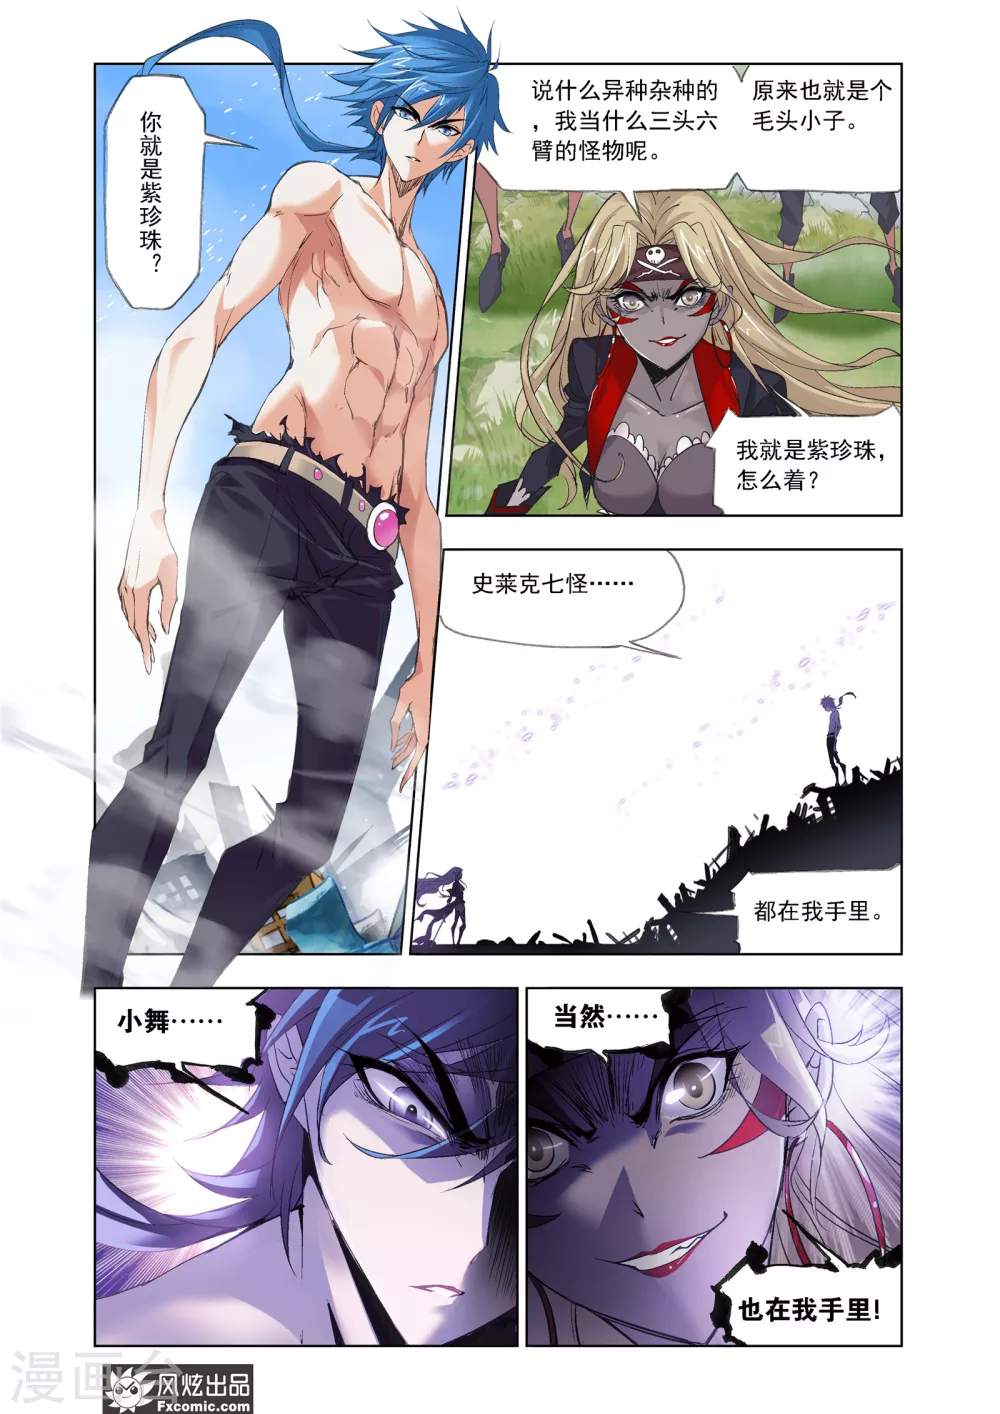 你就是紫珍珠？
说什么异种杂种的
，我当什么三头六
臂的怪物呢。
原来也就是个
毛头小子。
我就是紫珍珠，
怎么着？
史莱克七怪……
都在我手里。
小舞……
当然……
也在我手里！
漫画台
风炫出品
Fxcomic.com